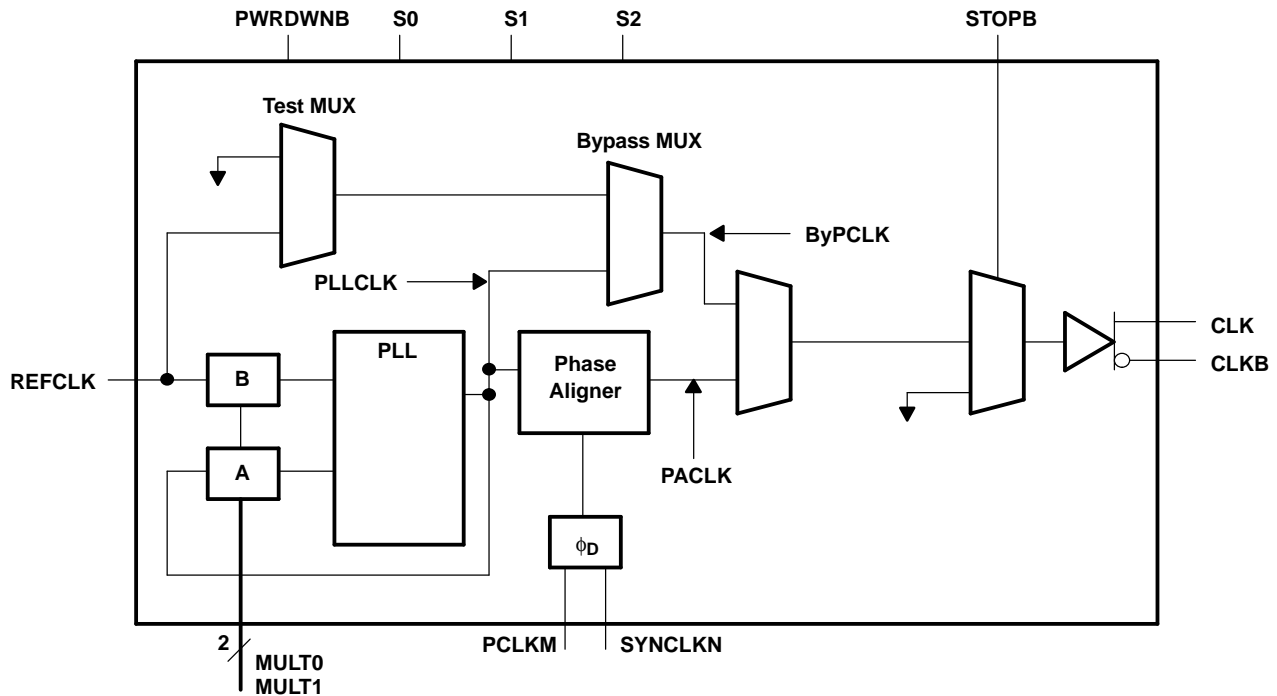 PWRDWNB S0 S1 S2 STOPB
Test MUX
Bypass MUX
ByPCLK
PLLCLK
PLL
Phase
Aligner
CLK
CLKB
REFCLK
B
A
PACLK
ϕD
2
PCLKM SYNCLKN
MULT0
MULT1